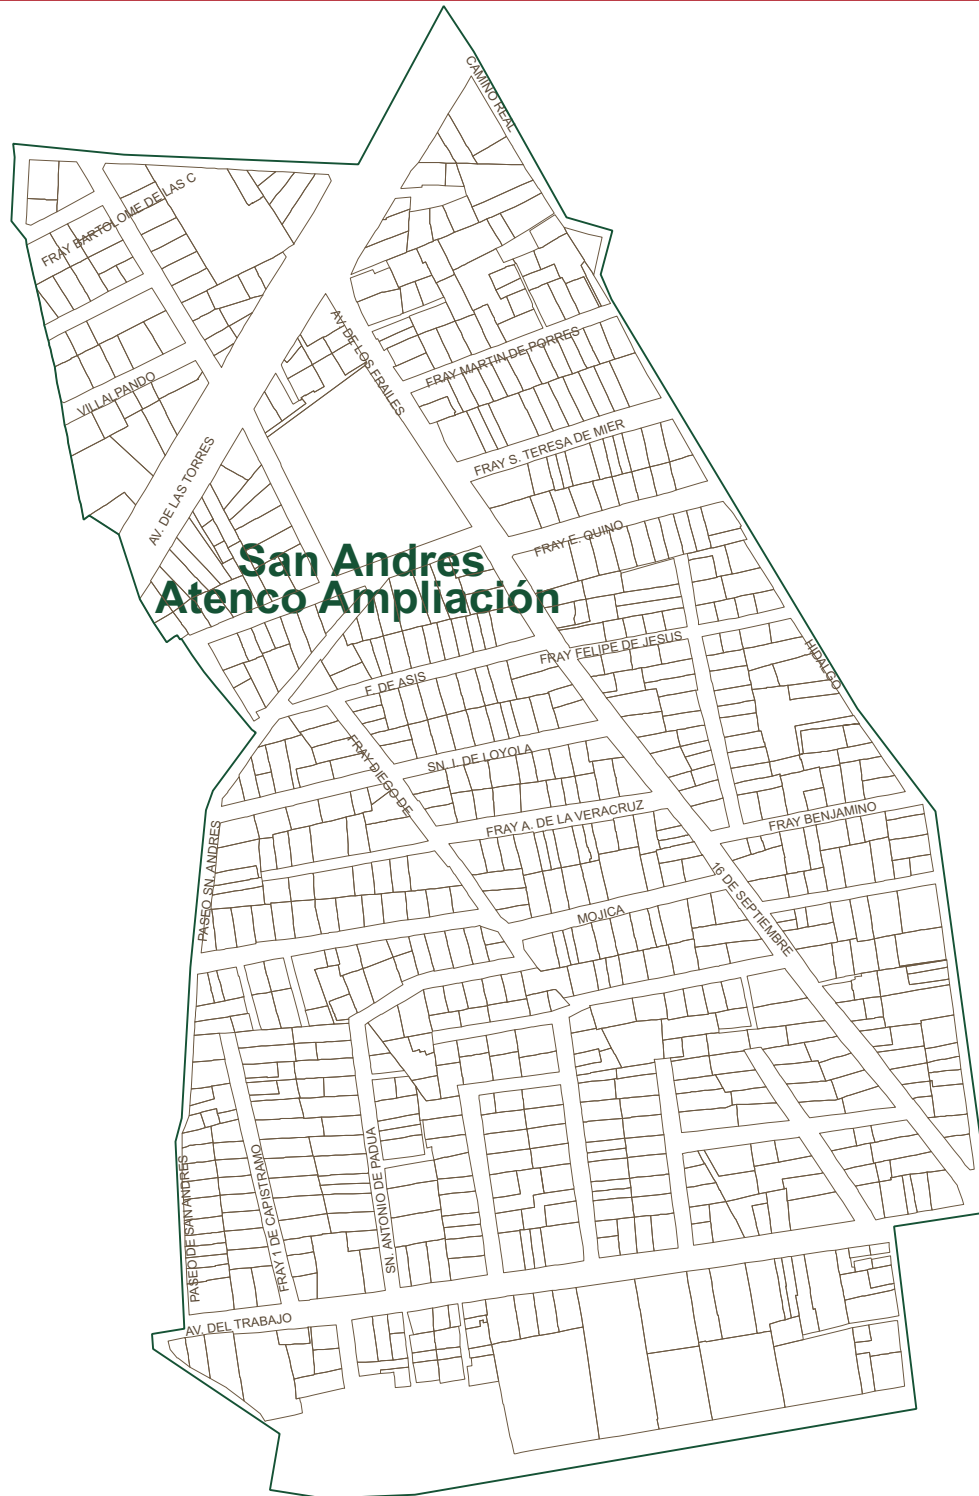 CAMINO REAL
FRAY BARTOLOME DE LAS C
AV. DE LOS FRAILES
FRAY MARTIN DE PORRES
VILLALPANDO
FRAY S. TERESA DE MIER
AV. DE LAS TORRES
FRAY E. QUINO
San Andres
Atenco Ampliación
FRAY FELIPE DE JESUS
HIDALGO
F. DE ASIS
FRAY DIEGO DE
SN. I. DE LOYOLA
FRAY A. DE LA VERACRUZ
FRAY BENJAMINO
PASEO SN. ANDRES
16 DE SEPTIEMBRE
MOJICA
PASEO DE SAN ANDRES
FRAY 1 DE CAPISTRAMO
SN. ANTONIO DE PADUA
AV. DEL TRABAJO